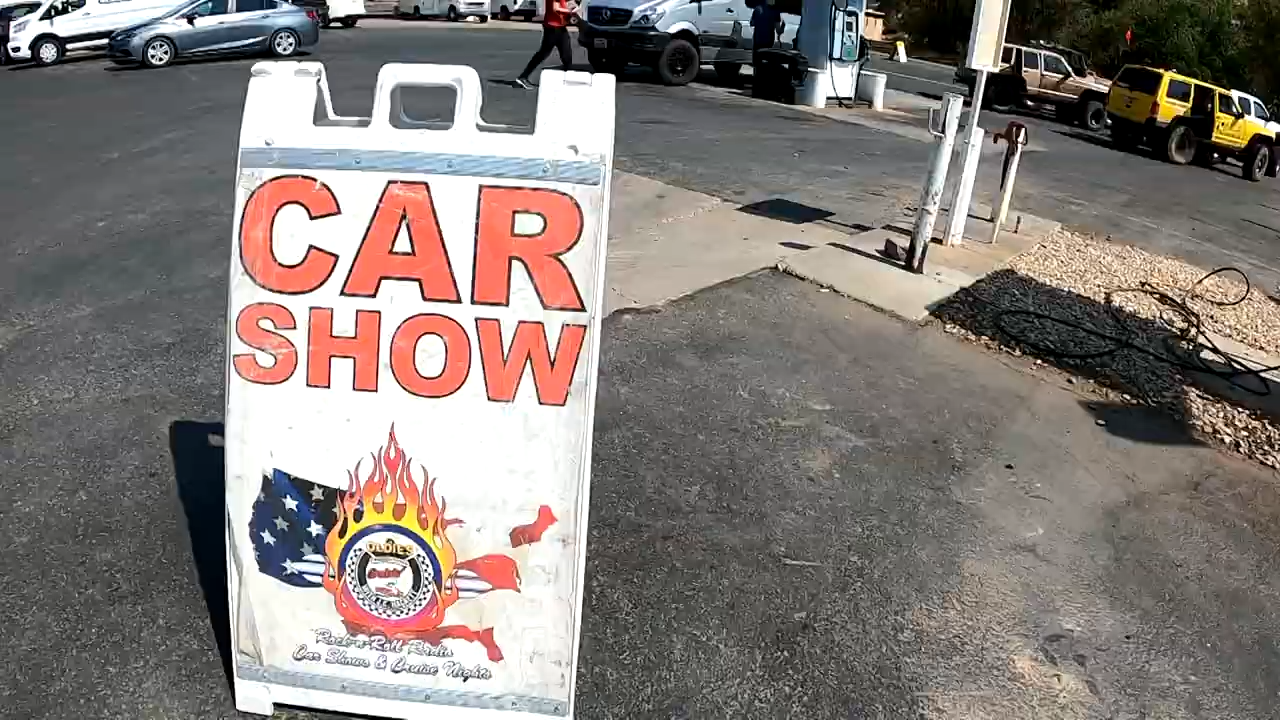 CAR
SHOW
OLDIES
Rock-n-Roll Radio
Car Shows & Cruise Nights